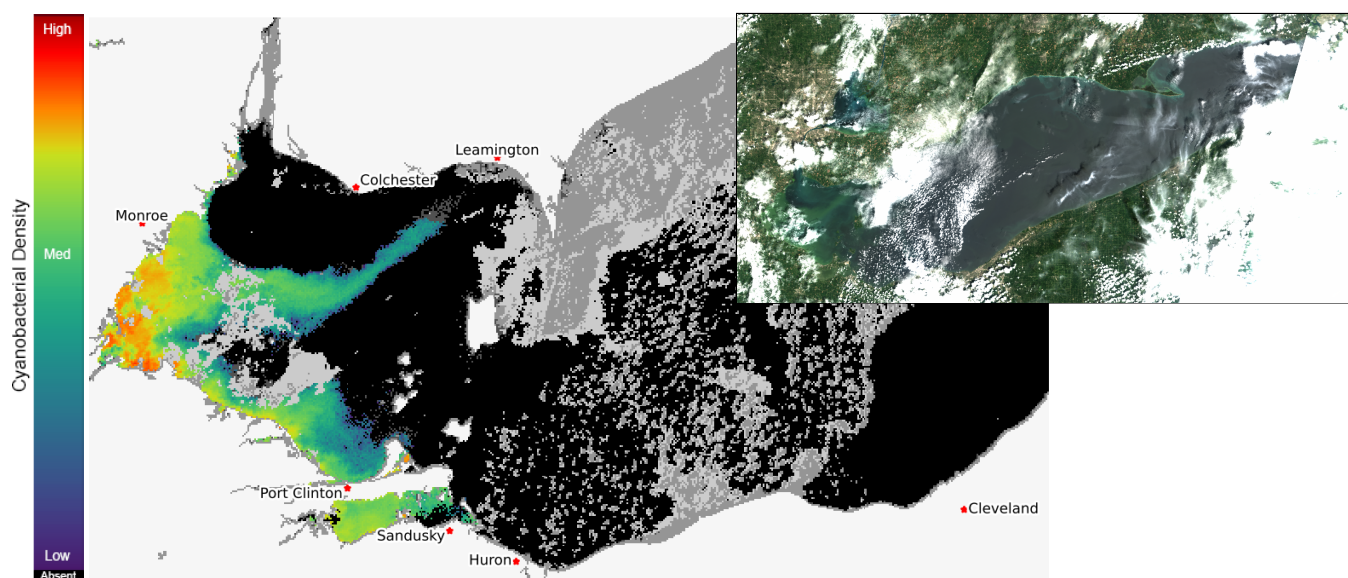 High
Cyanobacterial Density
Med
Low
Absent
Leamington
Colchester
Monroe
Port Clinton
Sandusky
Huron
Cleveland